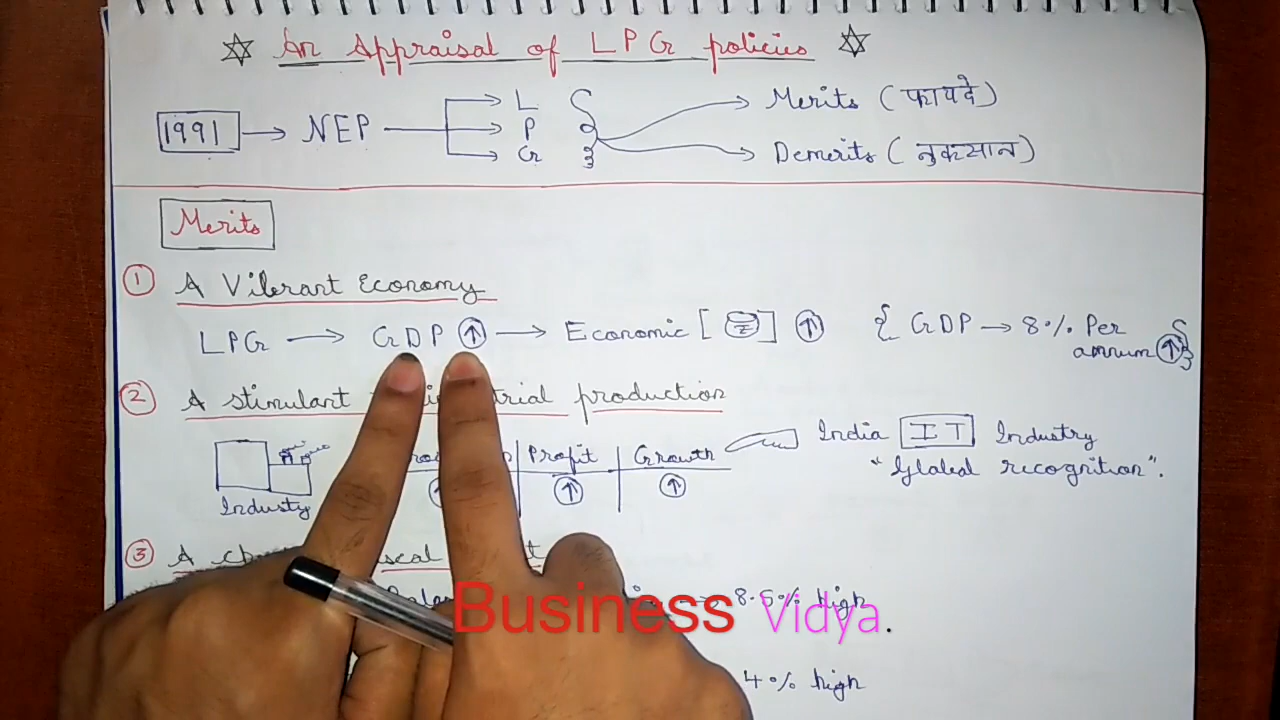 ☆ An Appraisal of LPG policies ☆
1991 → NEP → L P G → Merits (फायदे)
Demerits (नुकसान)
Merits
① A Vibrant Economy
LPG → GDP ↑ → Economic [ ] ↑ { GDP → 8% Per annum ↑ }
② A stimulant production
Profit Growth
↑ ↑ ↑
Industry
India IT Industry
"Global recognition".
③ A
8.5% high
Business Vidya.
4% high